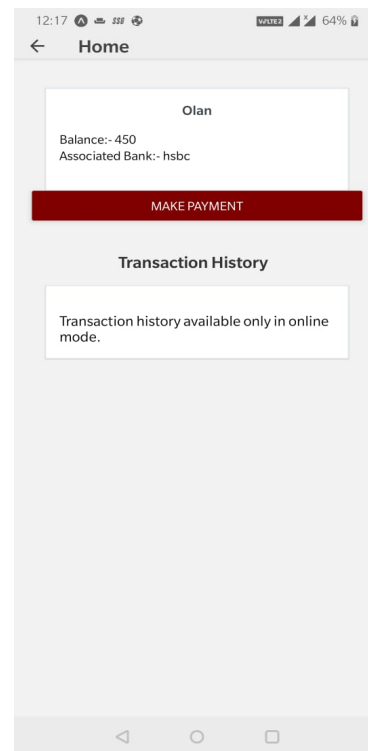 12:17 64%
Home
Olan
Balance:- 450
Associated Bank:- hsbc
MAKE PAYMENT
Transaction History
Transaction history available only in online
mode.